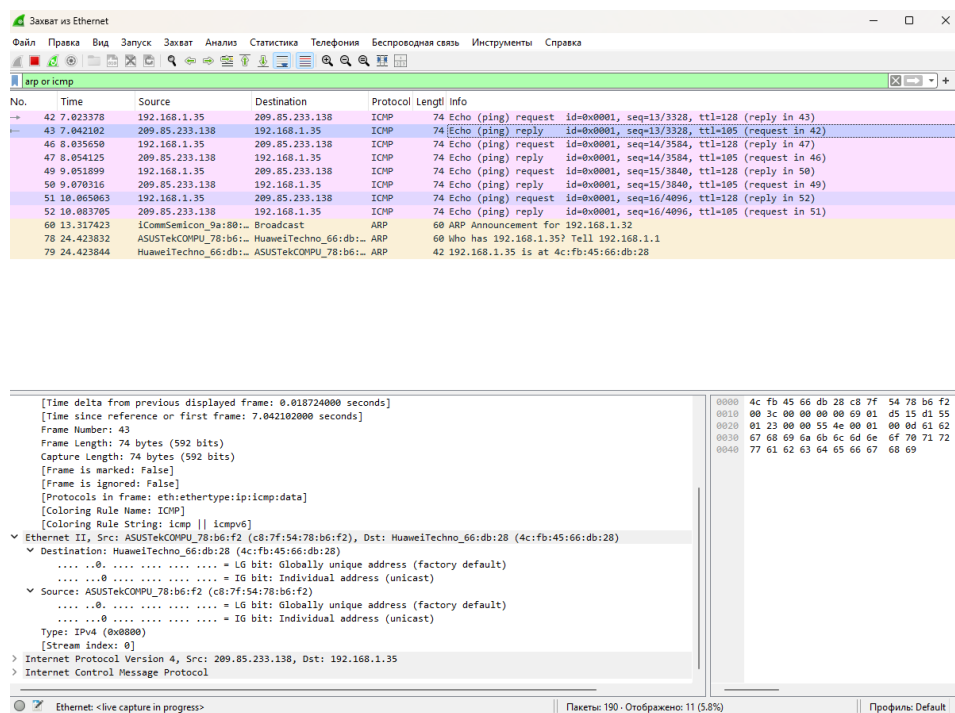 Захват из Ethernet
Файл Правка Вид Запуск Захват Анализ Статистика Телефония Беспроводная связь Инструменты Справка
arp or icmp
No. Time Source Destination Protocol Lengtl Info
42 7.023378 192.168.1.35 209.85.233.138 ICMP 74 Echo (ping) request id=0x0001, seq=13/3328, ttl=128 (reply in 43)
43 7.042102 209.85.233.138 192.168.1.35 ICMP 74 Echo (ping) reply id=0x0001, seq=13/3328, ttl=105 (request in 42)
46 8.035650 192.168.1.35 209.85.233.138 ICMP 74 Echo (ping) request id=0x0001, seq=14/3584, ttl=128 (reply in 47)
47 8.054125 209.85.233.138 192.168.1.35 ICMP 74 Echo (ping) reply id=0x0001, seq=14/3584, ttl=105 (request in 46)
49 9.051899 192.168.1.35 209.85.233.138 ICMP 74 Echo (ping) request id=0x0001, seq=15/3840, ttl=128 (reply in 50)
50 9.070316 209.85.233.138 192.168.1.35 ICMP 74 Echo (ping) reply id=0x0001, seq=15/3840, ttl=105 (request in 49)
51 10.065063 192.168.1.35 209.85.233.138 ICMP 74 Echo (ping) request id=0x0001, seq=16/4096, ttl=128 (reply in 52)
52 10.083705 209.85.233.138 192.168.1.35 ICMP 74 Echo (ping) reply id=0x0001, seq=16/4096, ttl=105 (request in 51)
60 13.317423 iCommSemicon_9a:80:… Broadcast ARP 60 ARP Announcement for 192.168.1.32
78 24.423832 ASUSTekCOMPU_78:b6:… HuaweiTechno_66:db:… ARP 60 Who has 192.168.1.35? Tell 192.168.1.1
79 24.423844 HuaweiTechno_66:db:… ASUSTekCOMPU_78:b6:… ARP 42 192.168.1.35 is at 4c:fb:45:66:db:28
[Time delta from previous displayed frame: 0.018724000 seconds]
[Time since reference or first frame: 7.042102000 seconds]
Frame Number: 43
Frame Length: 74 bytes (592 bits)
Capture Length: 74 bytes (592 bits)
[Frame is marked: False]
[Frame is ignored: False]
[Protocols in frame: eth:ethertype:ip:icmp:data]
[Coloring Rule Name: ICMP]
[Coloring Rule String: icmp || icmpv6]
Ethernet II, Src: ASUSTekCOMPU_78:b6:f2 (c8:7f:54:78:b6:f2), Dst: HuaweiTechno_66:db:28 (4c:fb:45:66:db:28)
Destination: HuaweiTechno_66:db:28 (4c:fb:45:66:db:28)
.... ..0. .... .... .... .... = LG bit: Globally unique address (factory default)
.... ...0 .... .... .... .... = IG bit: Individual address (unicast)
Source: ASUSTekCOMPU_78:b6:f2 (c8:7f:54:78:b6:f2)
.... ..0. .... .... .... .... = LG bit: Globally unique address (factory default)
.... ...0 .... .... .... .... = IG bit: Individual address (unicast)
Type: IPv4 (0x0800)
[Stream index: 0]
Internet Protocol Version 4, Src: 209.85.233.138, Dst: 192.168.1.35
Internet Control Message Protocol
0000 4c fb 45 66 db 28 c8 7f 54 78 b6 f2
0010 00 3c 00 00 00 00 69 01 d5 15 d1 55
0020 01 23 00 00 55 4e 00 01 00 0d 61 62
0030 67 68 69 6a 6b 6c 6d 6e 6f 70 71 72
0040 77 61 62 63 64 65 66 67 68 69
Ethernet: <live capture in progress>
Пакеты: 190 · Отображено: 11 (5.8%)
Профиль: Default